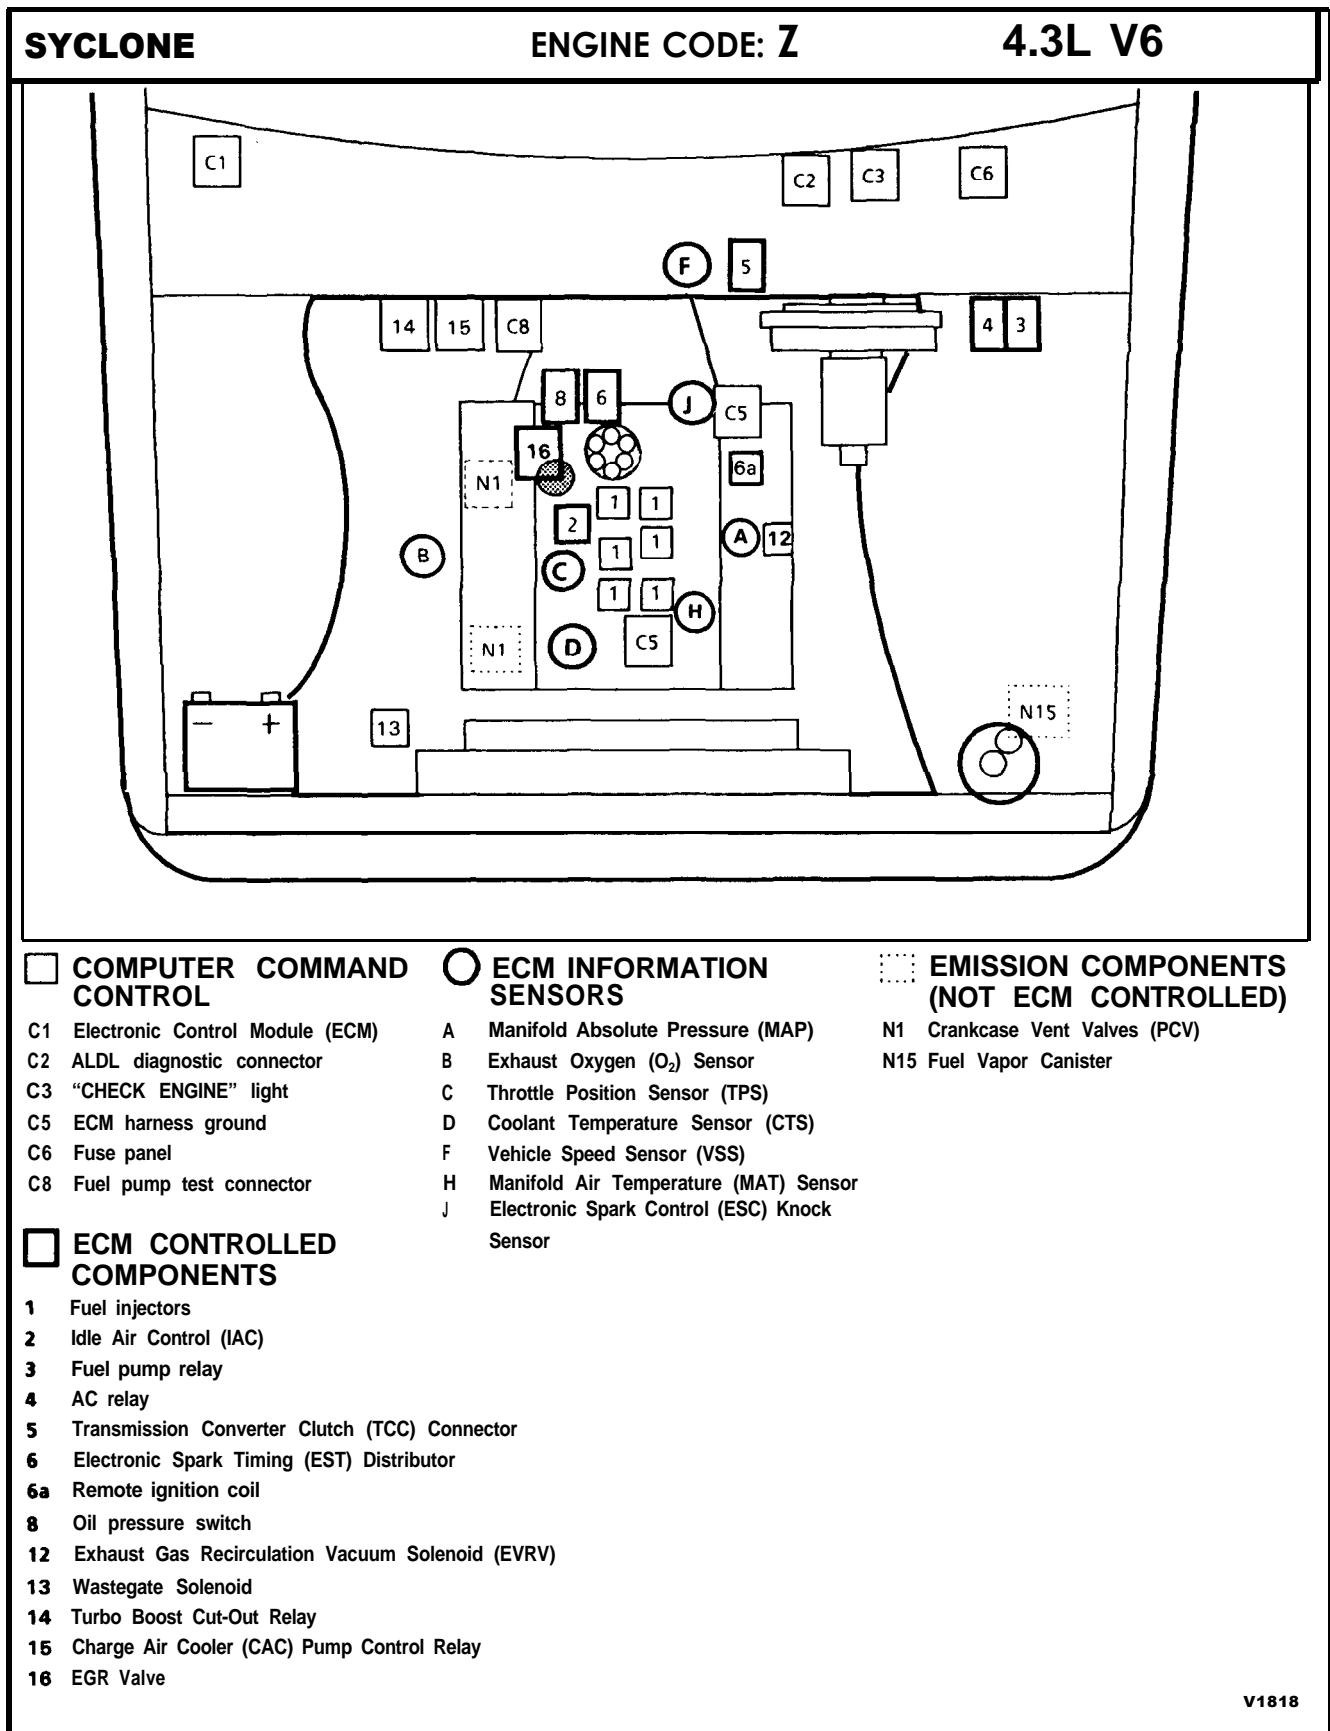 SYCLONE ENGINE CODE: Z 4.3L V6
C1
C2 C3 C6
F 5
14 15 C8 4 3
8 6 J C5
16
6a
N1
1 1
2
A 12
1
B 1
C
1 1
H
C5
N1 D
N15
− + 13
COMPUTER COMMAND CONTROL
C1 Electronic Control Module (ECM)
C2 ALDL diagnostic connector
C3 “CHECK ENGINE” light
C5 ECM harness ground
C6 Fuse panel
C8 Fuel pump test connector
ECM CONTROLLED COMPONENTS
1 Fuel injectors
2 Idle Air Control (IAC)
3 Fuel pump relay
4 AC relay
5 Transmission Converter Clutch (TCC) Connector
6 Electronic Spark Timing (EST) Distributor
6a Remote ignition coil
8 Oil pressure switch
12 Exhaust Gas Recirculation Vacuum Solenoid (EVRV)
13 Wastegate Solenoid
14 Turbo Boost Cut-Out Relay
15 Charge Air Cooler (CAC) Pump Control Relay
16 EGR Valve
ECM INFORMATION SENSORS
A Manifold Absolute Pressure (MAP)
B Exhaust Oxygen (O₂) Sensor
C Throttle Position Sensor (TPS)
D Coolant Temperature Sensor (CTS)
F Vehicle Speed Sensor (VSS)
H Manifold Air Temperature (MAT) Sensor
J Electronic Spark Control (ESC) Knock
Sensor
EMISSION COMPONENTS
(NOT ECM CONTROLLED)
N1 Crankcase Vent Valves (PCV)
N15 Fuel Vapor Canister
V1818